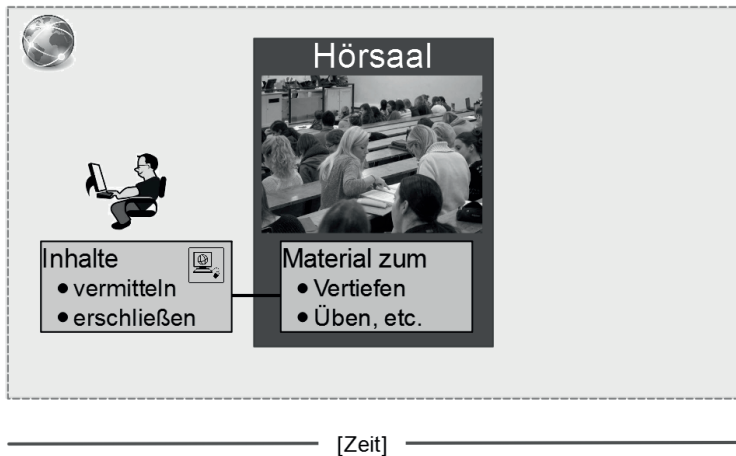 Hörsaal
Inhalte
● vermitteln
● erschließen
Material zum
● Vertiefen
● Üben, etc.
[Zeit]